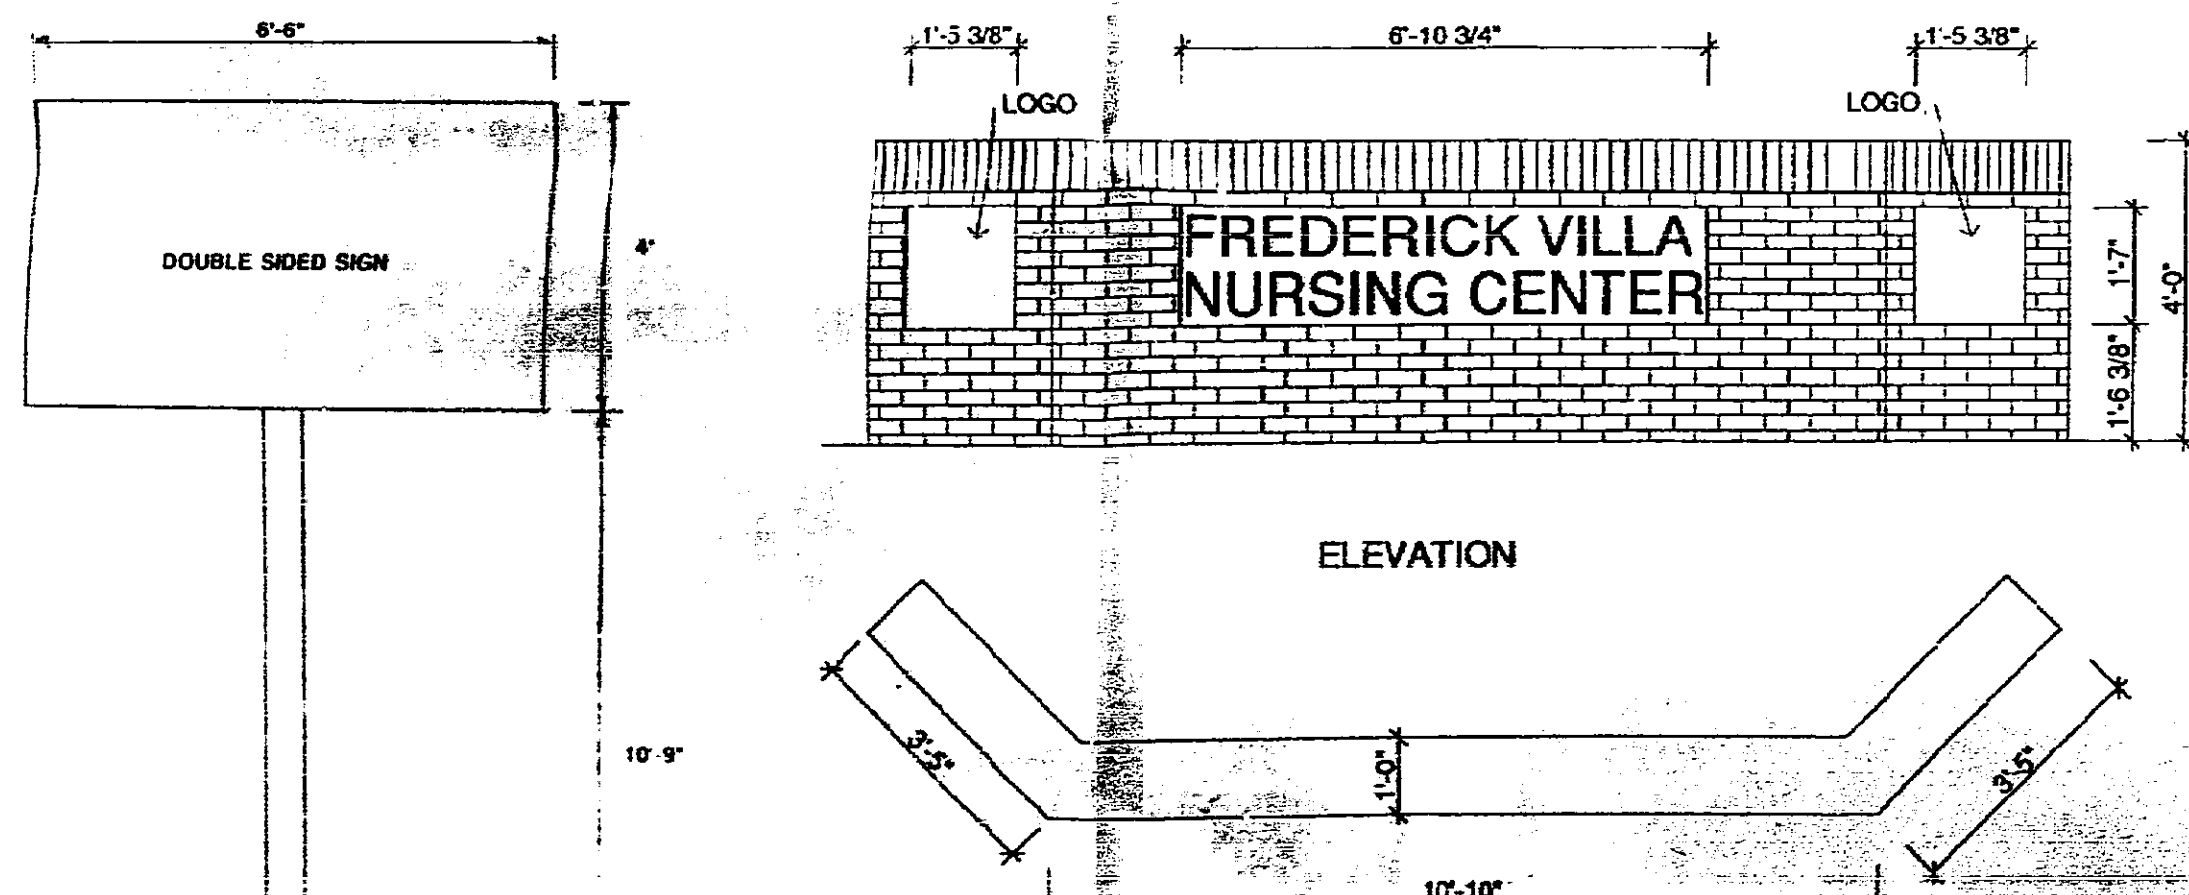 6'-6"
DOUBLE SIDED SIGN
4"
10'-9"
1'-5 3/8"
6'-10 3/4"
1'-5 3/8"
LOGO
LOGO
FREDERICK VILLA
NURSING CENTER
1'-7"
4'-0"
1'-6 3/8"
ELEVATION
3'-5"
1'-0"
3'-5"
10'-10"